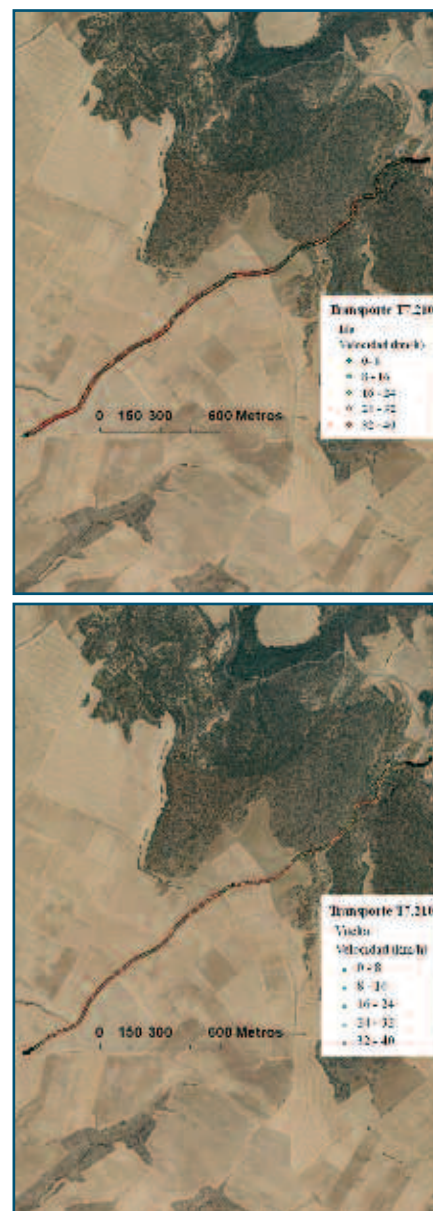 Transporte T7.210
Ida
Velocidad (km/h)
0-8
8 - 16
16 - 24
24 - 32
32 - 40
0 150 300 600 Metros
Transporte T7.210
Vuelta
Velocidad (km/h)
0 - 8
8 - 16
16 - 24
24 - 32
32 - 40
0 150 300 600 Metros